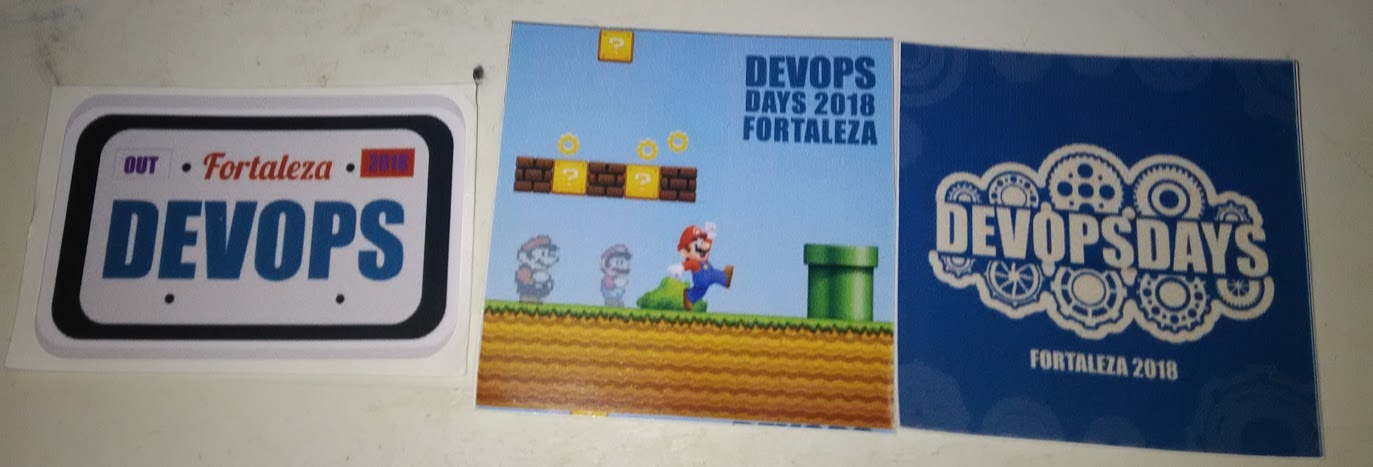 OUT • Fortaleza • 2018
DEVOPS
DEVOPS
DAYS 2018
FORTALEZA
?
? ?
DEVOPSDAYS
FORTALEZA 2018